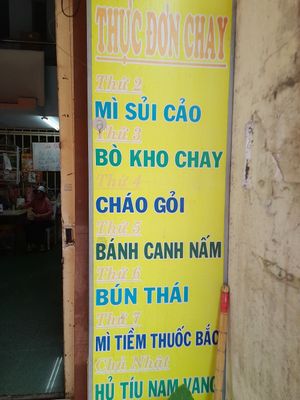 THỰC ĐƠN CHAY
Thứ 2
MÌ SỦI CẢO
Thứ 3
BÒ KHO CHAY
Thứ 4
CHÁO GỎI
Thứ 5
BÁNH CANH NẤM
Thứ 6
BÚN THÁI
Thứ 7
MÌ TIỀM THUỐC BẮC
Chủ Nhật
HỦ TÍU NAM VANG